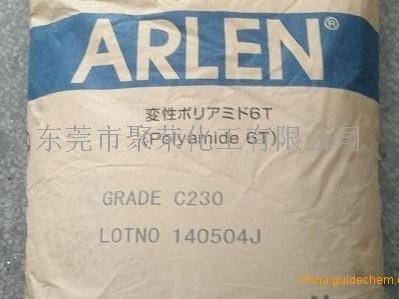 ARLEN®
変性ポリアミド6T
东莞市聚荣化工有限公司
(Polyamide 6T)
GRADE C230
LOTNO 140504J
china.guidechem.com